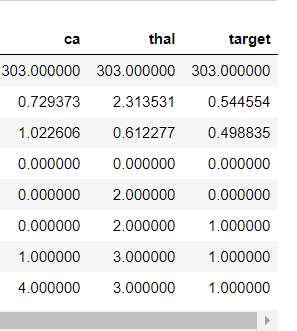 ca thal target
303.000000 303.000000 303.000000
0.729373 2.313531 0.544554
1.022606 0.612277 0.498835
0.000000 0.000000 0.000000
0.000000 2.000000 0.000000
0.000000 2.000000 1.000000
1.000000 3.000000 1.000000
4.000000 3.000000 1.000000